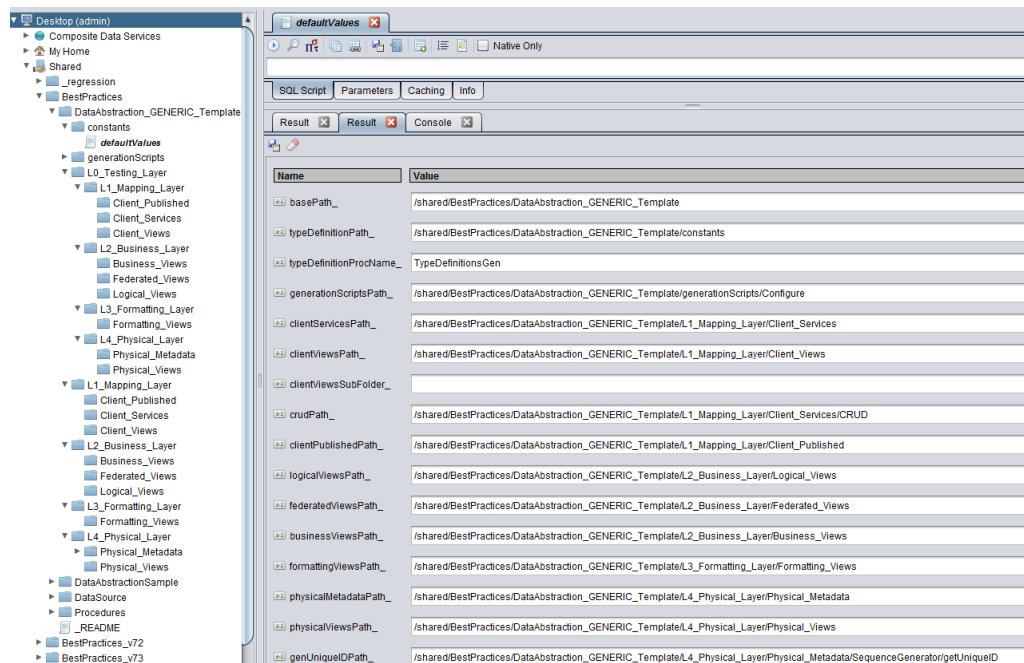 Desktop (admin)
Composite Data Services
My Home
Shared
_regression
BestPractices
DataAbstraction_GENERIC_Template
constants
defaultValues
generationScripts
L0_Testing_Layer
L1_Mapping_Layer
Client_Published
Client_Services
Client_Views
L2_Business_Layer
Business_Views
Federated_Views
Logical_Views
L3_Formatting_Layer
Formatting_Views
L4_Physical_Layer
Physical_Metadata
Physical_Views
L1_Mapping_Layer
Client_Published
Client_Services
Client_Views
L2_Business_Layer
Business_Views
Federated_Views
Logical_Views
L3_Formatting_Layer
Formatting_Views
L4_Physical_Layer
Physical_Metadata
Physical_Views
DataAbstractionSample
DataSource
Procedures
_README
BestPractices_v72
BestPractices_v73
defaultValues
Native Only
SQL Script Parameters Caching Info
Result Result Console
Name Value
basePath_ /shared/BestPractices/DataAbstraction_GENERIC_Template
typeDefinitionPath_ /shared/BestPractices/DataAbstraction_GENERIC_Template/constants
typeDefinitionProcName_ TypeDefinitionsGen
generationScriptsPath_ /shared/BestPractices/DataAbstraction_GENERIC_Template/generationScripts/Configure
clientServicesPath_ /shared/BestPractices/DataAbstraction_GENERIC_Template/L1_Mapping_Layer/Client_Services
clientViewsPath_ /shared/BestPractices/DataAbstraction_GENERIC_Template/L1_Mapping_Layer/Client_Views
clientViewsSubFolder_
crudPath_ /shared/BestPractices/DataAbstraction_GENERIC_Template/L1_Mapping_Layer/Client_Services/CRUD
clientPublishedPath_ /shared/BestPractices/DataAbstraction_GENERIC_Template/L1_Mapping_Layer/Client_Published
logicalViewsPath_ /shared/BestPractices/DataAbstraction_GENERIC_Template/L2_Business_Layer/Logical_Views
federatedViewsPath_ /shared/BestPractices/DataAbstraction_GENERIC_Template/L2_Business_Layer/Federated_Views
businessViewsPath_ /shared/BestPractices/DataAbstraction_GENERIC_Template/L2_Business_Layer/Business_Views
formattingViewsPath_ /shared/BestPractices/DataAbstraction_GENERIC_Template/L3_Formatting_Layer/Formatting_Views
physicalMetadataPath_ /shared/BestPractices/DataAbstraction_GENERIC_Template/L4_Physical_Layer/Physical_Metadata
physicalViewsPath_ /shared/BestPractices/DataAbstraction_GENERIC_Template/L4_Physical_Layer/Physical_Views
genUniqueIDPath_ /shared/BestPractices/DataAbstraction_GENERIC_Template/L4_Physical_Layer/Physical_Metadata/SequenceGenerator/getUniqueID